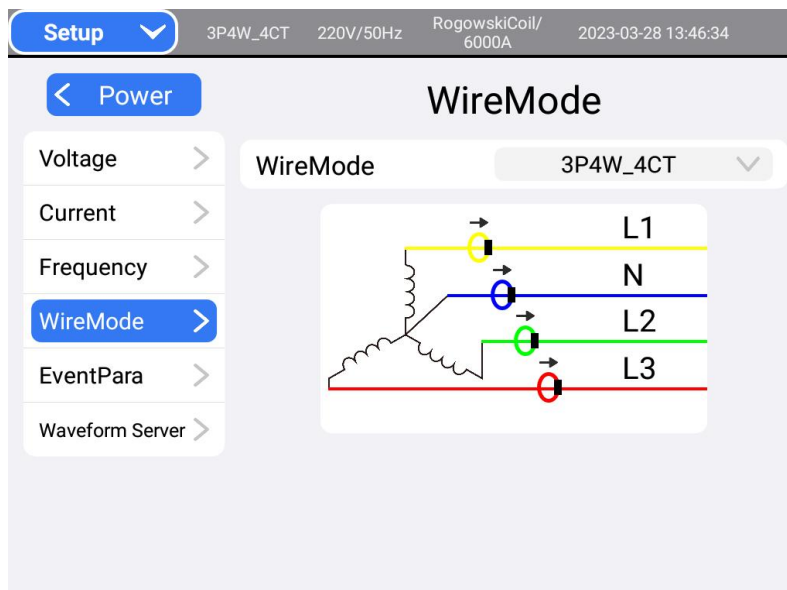 Setup
3P4W_4CT
220V/50Hz
RogowskiCoil/
6000A
2023-03-28 13:46:34
Power
WireMode
Voltage
Current
Frequency
WireMode
EventPara
Waveform Server
WireMode
3P4W_4CT
L1
N
L2
L3